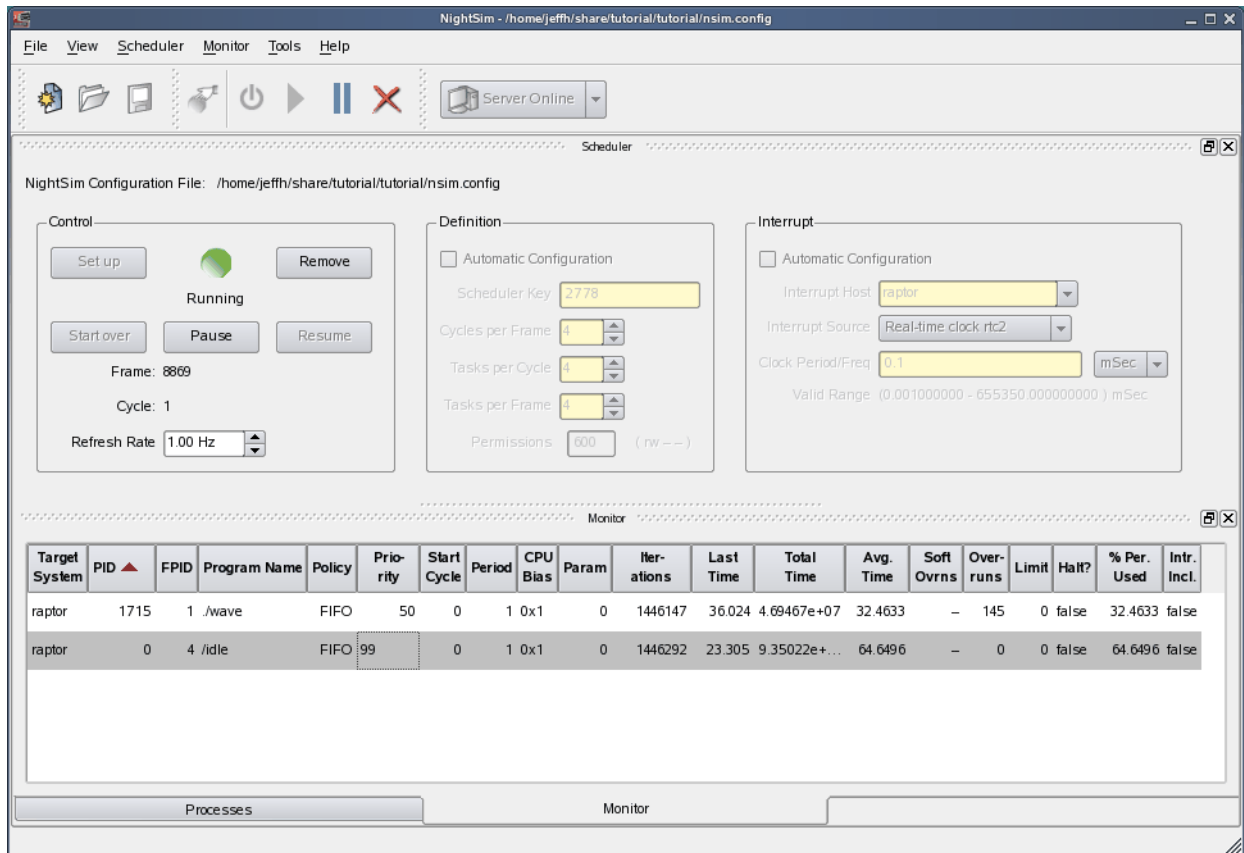 NightSim - /home/jeffh/share/tutorial/tutorial/nsim.config
File View Scheduler Monitor Tools Help
Server Online
Scheduler
NightSim Configuration File: /home/jeffh/share/tutorial/tutorial/nsim.config
Control
Set up
Remove
Running
Start over
Pause
Resume
Frame: 8869
Cycle: 1
Refresh Rate 1.00 Hz
Definition
Automatic Configuration
Scheduler Key 2778
Cycles per Frame 4
Tasks per Cycle 4
Tasks per Frame 4
Permissions 600 ( rw – – )
Interrupt
Automatic Configuration
Interrupt Host raptor
Interrupt Source Real-time clock rtc2
Clock Period/Freq 0.1 mSec
Valid Range (0.001000000 - 655350.000000000 ) mSec
Monitor
Target System PID FPID Program Name Policy Prio-rity Start Cycle Period CPU Bias Param Iter-ations Last Time Total Time Avg. Time Soft Ovrns Over-runs Limit Halt? % Per. Used Intr. Incl.
raptor 1715 1 ./wave FIFO 50 0 1 0x1 0 1446147 36.024 4.69467e+07 32.4633 – 145 0 false 32.4633 false
raptor 0 4 /idle FIFO 99 0 1 0x1 0 1446292 23.305 9.35022e+... 64.6496 – 0 0 false 64.6496 false
Processes
Monitor